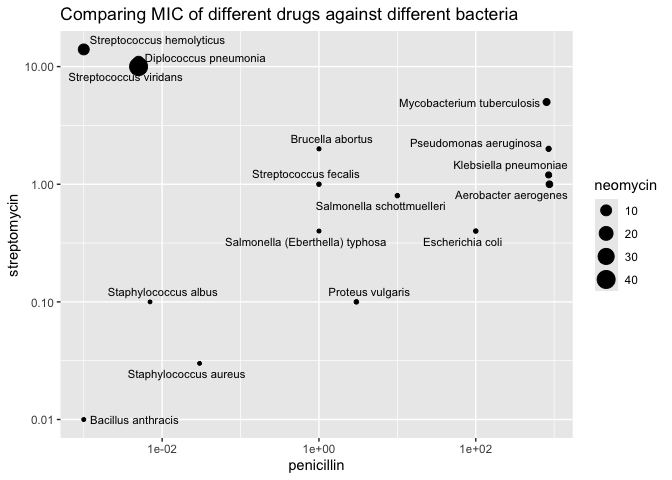 Comparing MIC of different drugs against different bacteria
Streptococcus hemolyticus
Diplococcus pneumonia
Streptococcus viridans
Mycobacterium tuberculosis
Brucella abortus
Pseudomonas aeruginosa
Klebsiella pneumoniae
Streptococcus fecalis
Aerobacter aerogenes
Salmonella schottmuelleri
Salmonella (Eberthella) typhosa
Escherichia coli
Staphylococcus albus
Proteus vulgaris
Staphylococcus aureus
Bacillus anthracis
10.00
1.00
0.10
0.01
streptomycin
1e-02
1e+00
1e+02
penicillin
neomycin
10
20
30
40